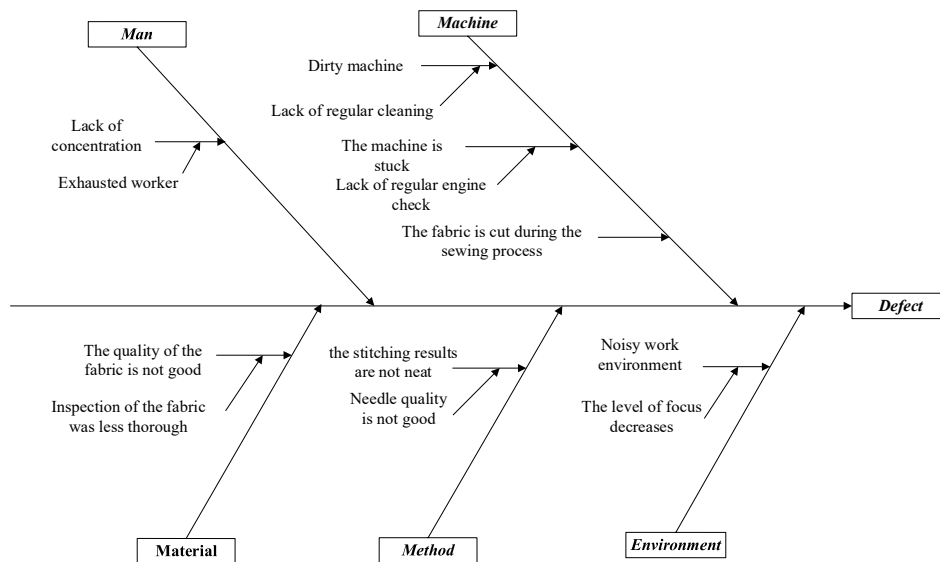 Man
Machine
Dirty machine
Lack of regular cleaning
Lack of
concentration
Exhausted worker
The machine is
stuck
Lack of regular engine
check
The fabric is cut during the
sewing process
Defect
The quality of the
fabric is not good
Inspection of the fabric
was less thorough
the stitching results
are not neat
Needle quality
is not good
Noisy work
environment
The level of focus
decreases
Material
Method
Environment